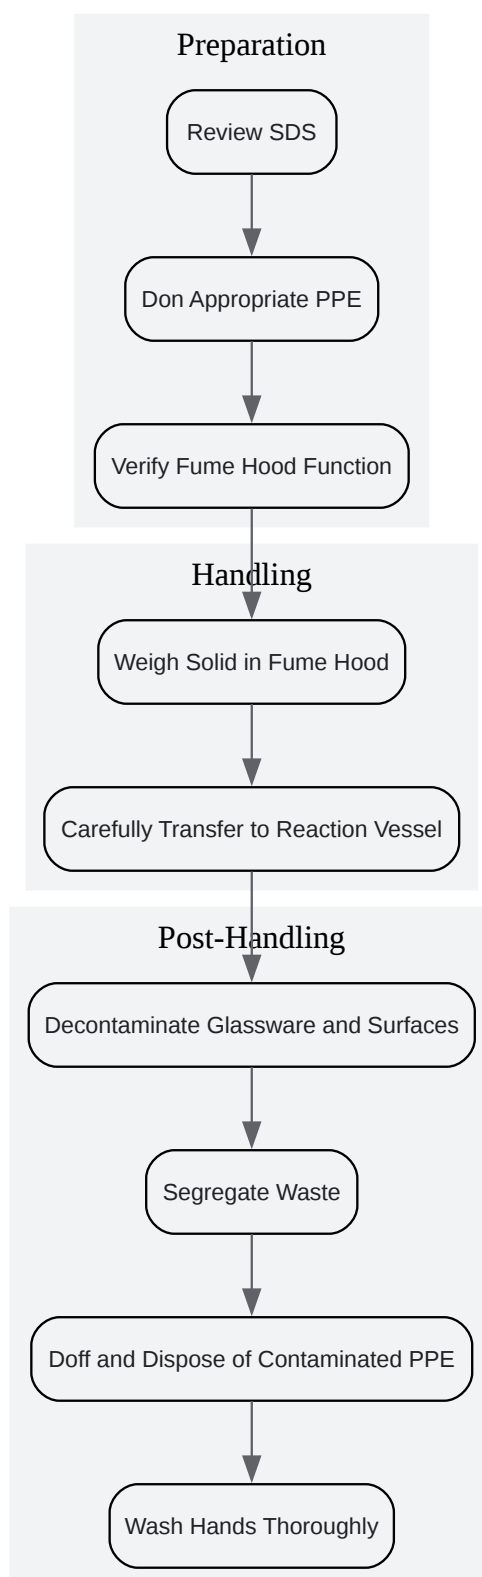 Preparation
Review SDS
Don Appropriate PPE
Verify Fume Hood Function
Handling
Weigh Solid in Fume Hood
Carefully Transfer to Reaction Vessel
Post-Handling
Decontaminate Glassware and Surfaces
Segregate Waste
Doff and Dispose of Contaminated PPE
Wash Hands Thoroughly